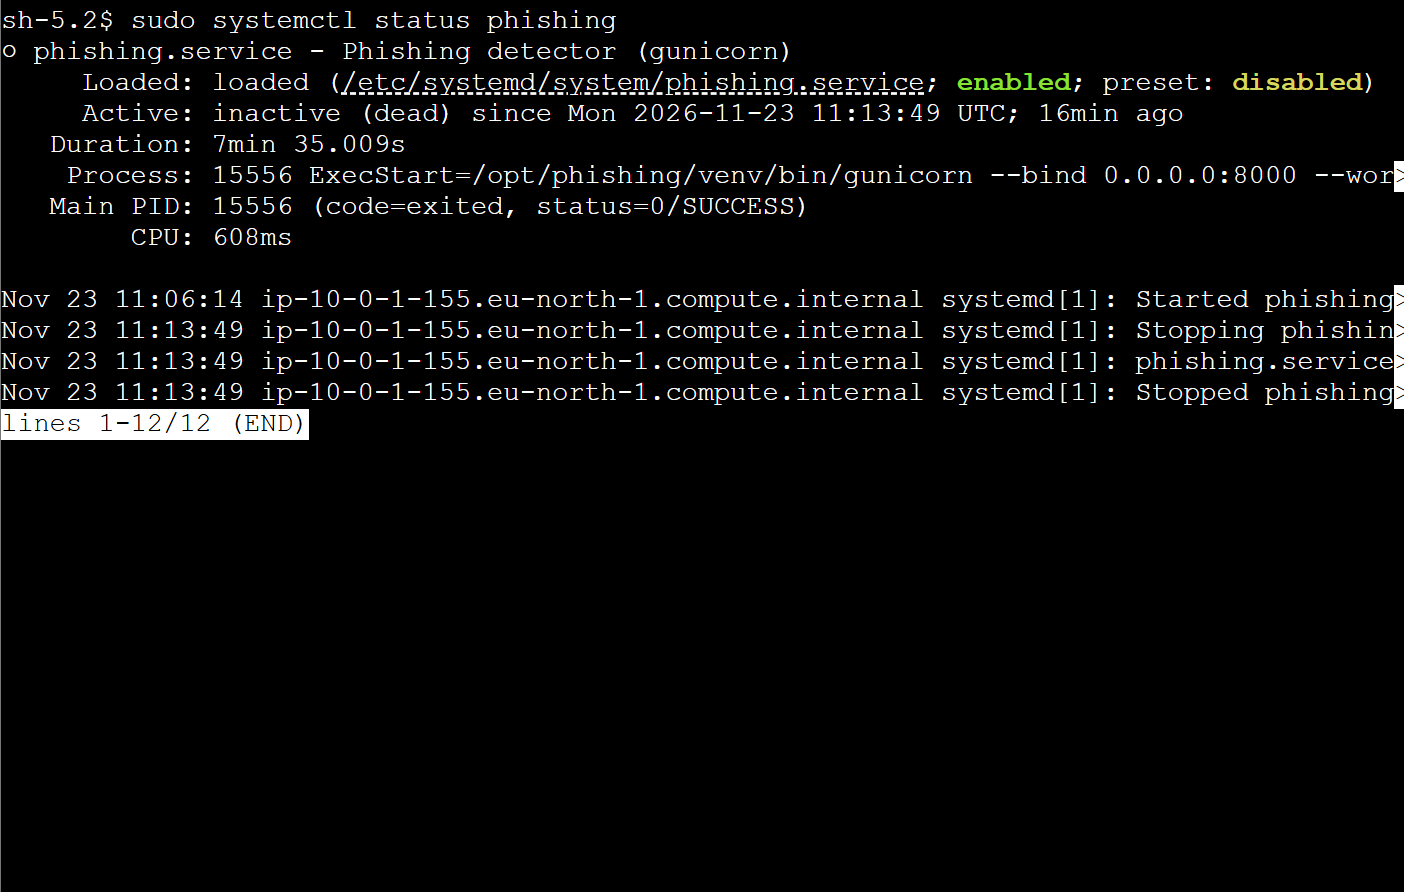 sh-5.2$ sudo systemctl status phishing
○ phishing.service - Phishing detector (gunicorn)
     Loaded: loaded (/etc/systemd/system/phishing.service; enabled; preset: disabled)
     Active: inactive (dead) since Mon 2026-11-23 11:13:49 UTC; 16min ago
   Duration: 7min 35.009s
    Process: 15556 ExecStart=/opt/phishing/venv/bin/gunicorn --bind 0.0.0.0:8000 --wor>
   Main PID: 15556 (code=exited, status=0/SUCCESS)
        CPU: 608ms

Nov 23 11:06:14 ip-10-0-1-155.eu-north-1.compute.internal systemd[1]: Started phishing>
Nov 23 11:13:49 ip-10-0-1-155.eu-north-1.compute.internal systemd[1]: Stopping phishin>
Nov 23 11:13:49 ip-10-0-1-155.eu-north-1.compute.internal systemd[1]: phishing.service>
Nov 23 11:13:49 ip-10-0-1-155.eu-north-1.compute.internal systemd[1]: Stopped phishing>
lines 1-12/12 (END)